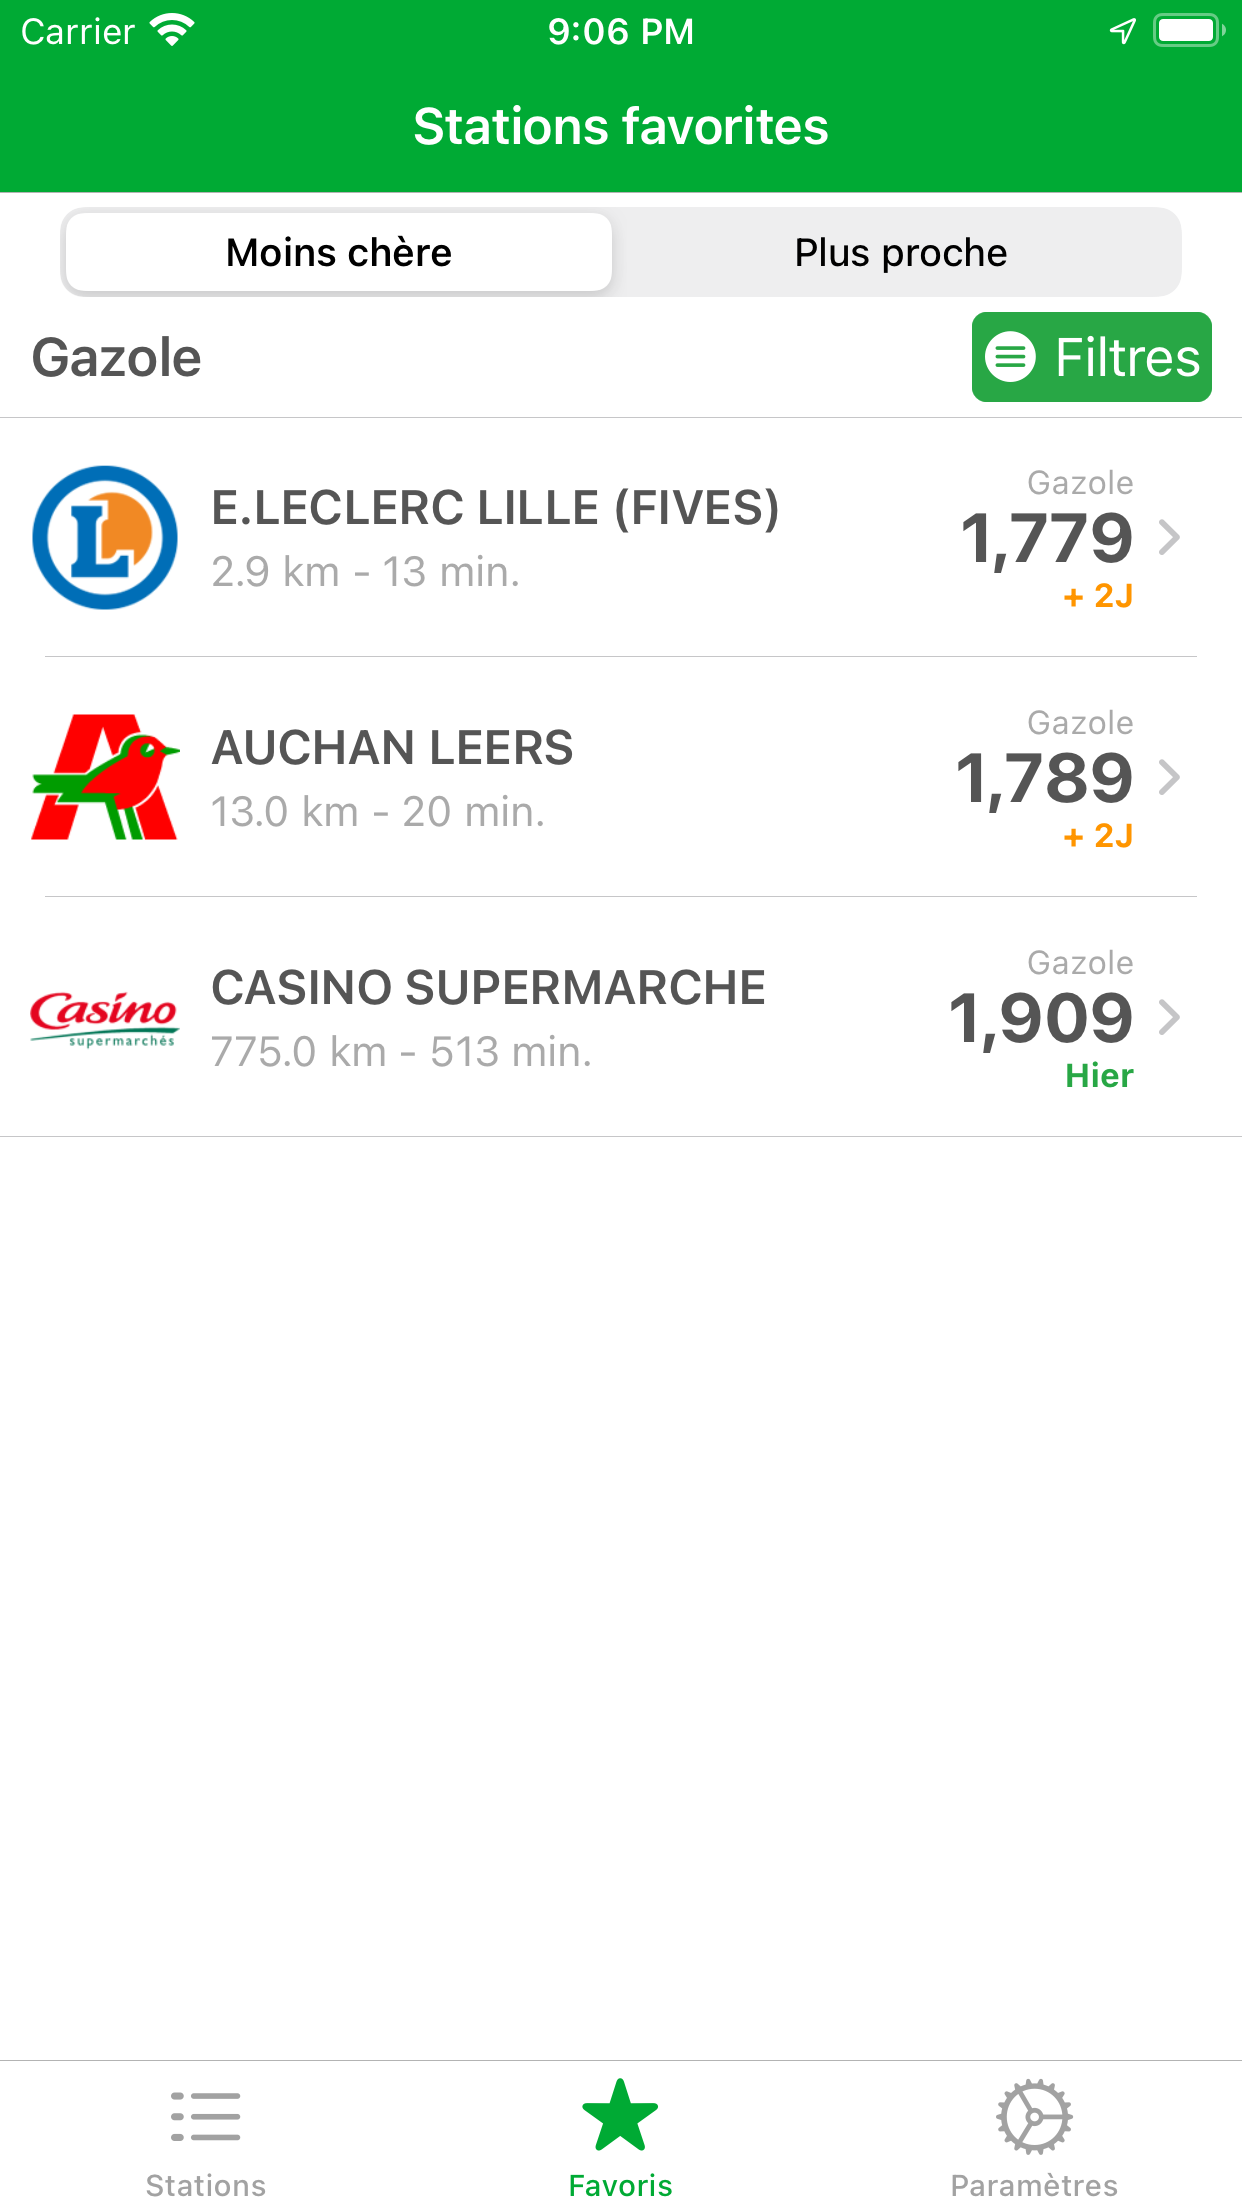 Carrier
9:06 PM
Stations favorites
Moins chère
Plus proche
Gazole
Filtres
L
E.LECLERC LILLE (FIVES)
2.9 km - 13 min.
Gazole
1,779
+ 2J
A
AUCHAN LEERS
13.0 km - 20 min.
Gazole
1,789
+ 2J
Casino
supermarchés
CASINO SUPERMARCHE
775.0 km - 513 min.
Gazole
1,909
Hier
Stations
Favoris
Paramètres